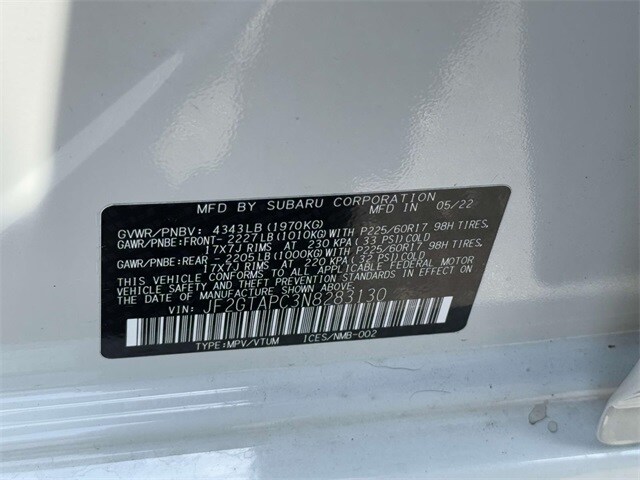 MFD BY SUBARU CORPORATION
MFD IN 05/22
GVWR/PNBV: 4343LB (1970KG)
GAWR/PNBE:FRONT-2227LB(1010KG)WITH P225/60R17 98H TIRES.
17X7J RIMS AT 230 KPA(33 PSI)COLD
GAWR/PNBE:REAR -2205LB(1000KG)WITH P225/60R17 98H TIRES.
17X7J RIMS AT 220 KPA(32 PSI)COLD
THIS VEHICLE CONFORMS TO ALL APPLICABLE FEDERAL MOTOR
VEHICLE SAFETY AND THEFT PREVENTION STANDARDS IN EFFECT
ON THE DATE OF MANUFACTURE SHOWN ABOVE.
VIN: JF2GTAPC3N8283130
TYPE:MPV/VTUM ICES/NMB-002